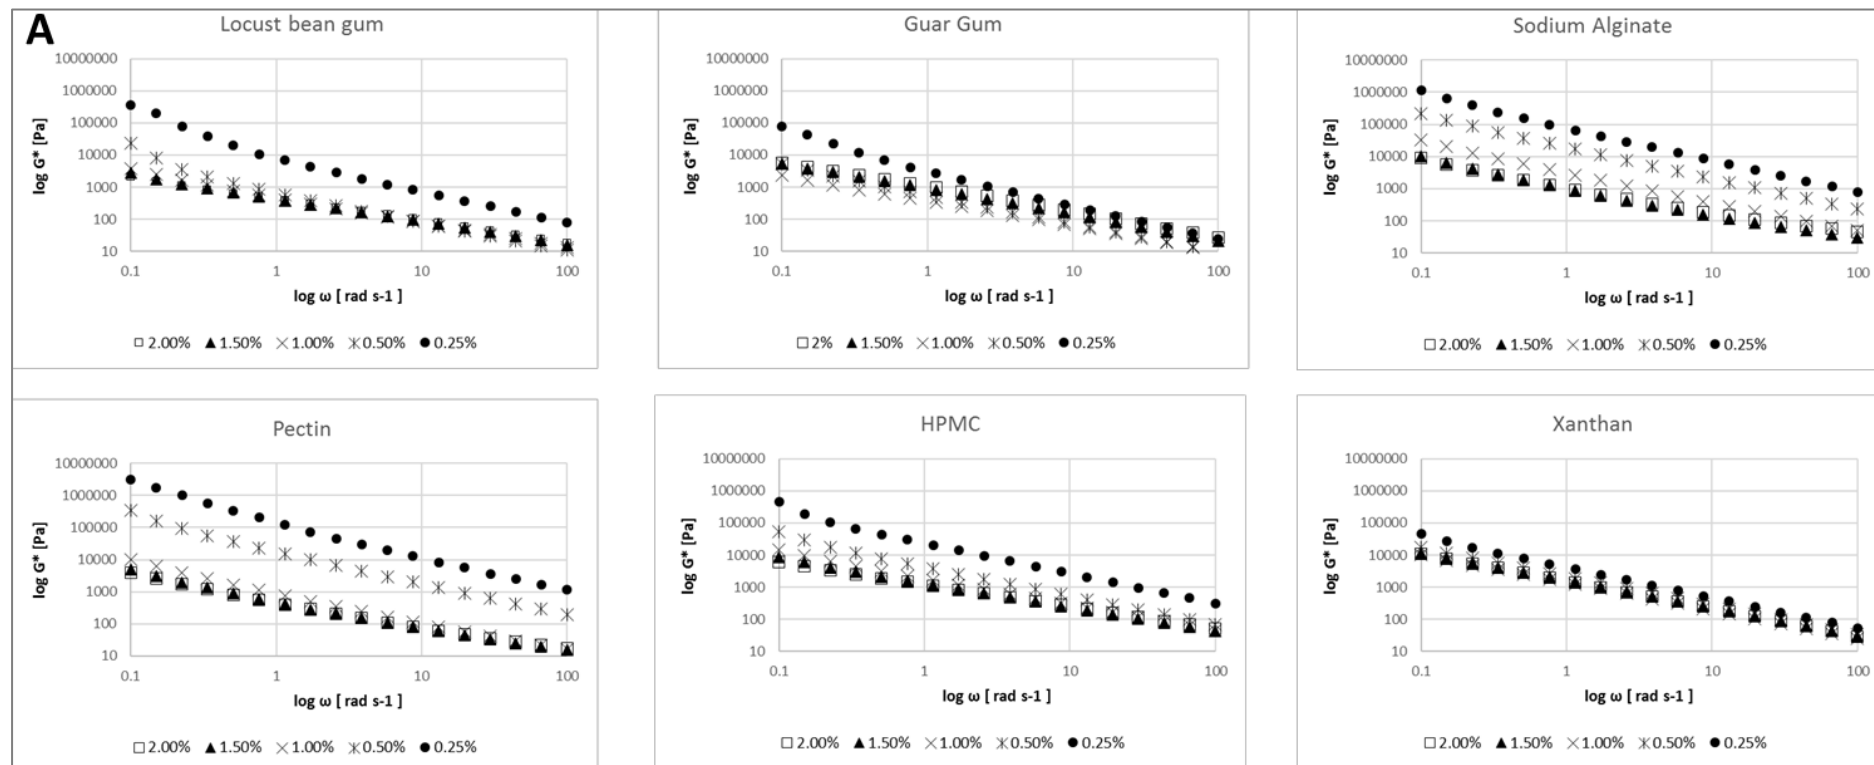 A
Locust bean gum
10000000
1000000
100000
10000
1000
100
10
log G* [Pa]
0.1 1 10 100
log ω [ rad s-1 ]
2.00% 1.50% 1.00% 0.50% 0.25%
Guar Gum
10000000
1000000
100000
10000
1000
100
10
log G* [Pa]
0.1 1 10 100
log ω [ rad s-1 ]
2% 1.50% 1.00% 0.50% 0.25%
Sodium Alginate
10000000
1000000
100000
10000
1000
100
10
log G* [Pa]
0.1 1 10 100
log ω [ rad s-1 ]
2.00% 1.50% 1.00% 0.50% 0.25%
Pectin
10000000
1000000
100000
10000
1000
100
10
log G* [Pa]
0.1 1 10 100
log ω [ rad s-1 ]
2.00% 1.50% 1.00% 0.50% 0.25%
HPMC
10000000
1000000
100000
10000
1000
100
10
log G* [Pa]
0.1 1 10 100
log ω [ rad s-1 ]
2.00% 1.50% 1.00% 0.50% 0.25%
Xanthan
10000000
1000000
100000
10000
1000
100
10
log G* [Pa]
0.1 1 10 100
log ω [ rad s-1 ]
2.00% 1.50% 1.00% 0.50% 0.25%